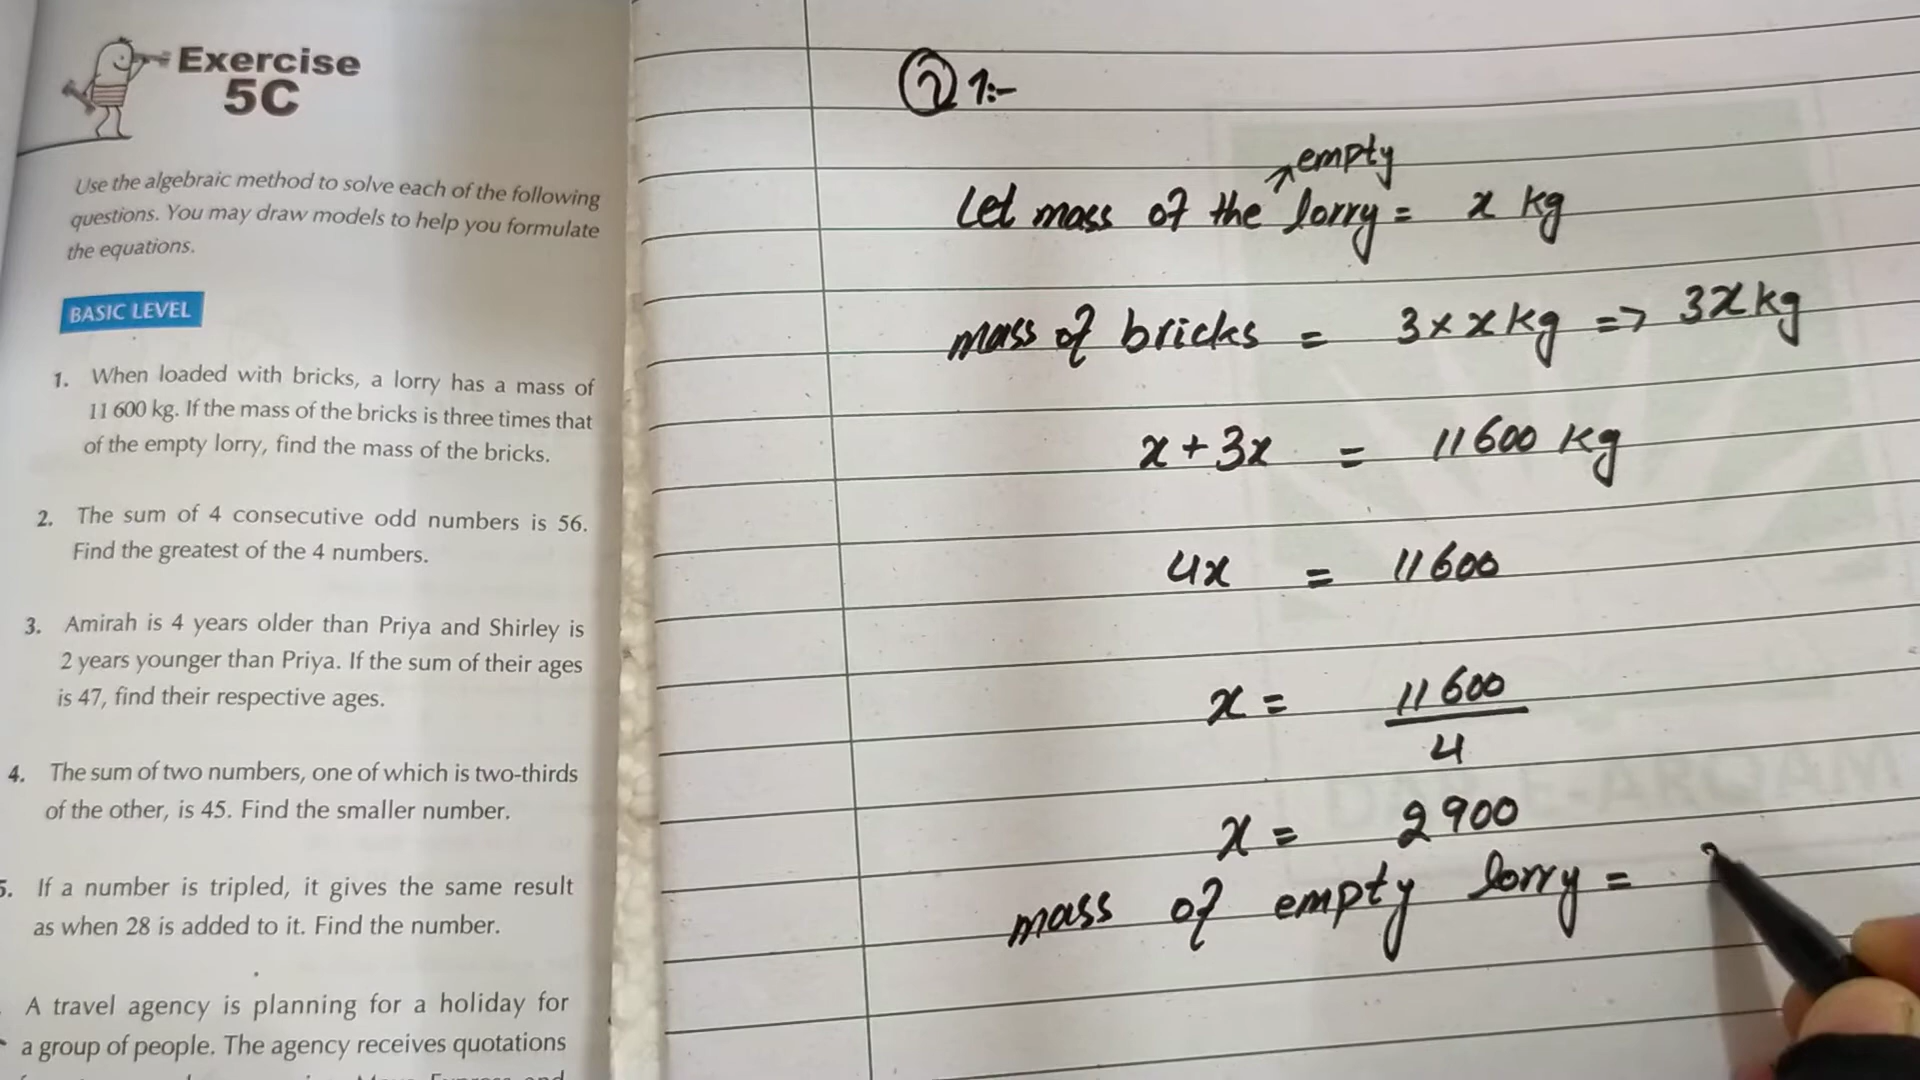 Exercise
5C
Use the algebraic method to solve each of the following
questions. You may draw models to help you formulate
the equations.
BASIC LEVEL
1. When loaded with bricks, a lorry has a mass of
11 600 kg. If the mass of the bricks is three times that
of the empty lorry, find the mass of the bricks.
2. The sum of 4 consecutive odd numbers is 56.
Find the greatest of the 4 numbers.
3. Amirah is 4 years older than Priya and Shirley is
2 years younger than Priya. If the sum of their ages
is 47, find their respective ages.
4. The sum of two numbers, one of which is two-thirds
of the other, is 45. Find the smaller number.
5. If a number is tripled, it gives the same result
as when 28 is added to it. Find the number.
A travel agency is planning for a holiday for
a group of people. The agency receives quotations
1:-
empty
Let mass of the lorry = x kg
mass of bricks = 3 × x kg => 3x kg
x + 3x = 11600 kg
4x = 11600
x = 11600
4
x = 2900
mass of empty lorry =